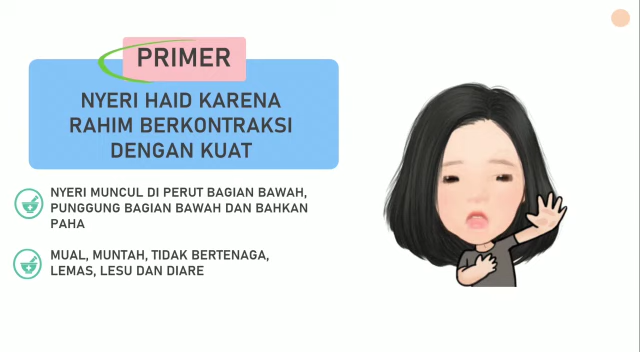 PRIMER
NYERI HAID KARENA
RAHIM BERKONTRAKSI
DENGAN KUAT
NYERI MUNCUL DI PERUT BAGIAN BAWAH,
PUNGGUNG BAGIAN BAWAH DAN BAHKAN
PAHA
MUAL, MUNTAH, TIDAK BERTENAGA,
LEMAS, LESU DAN DIARE